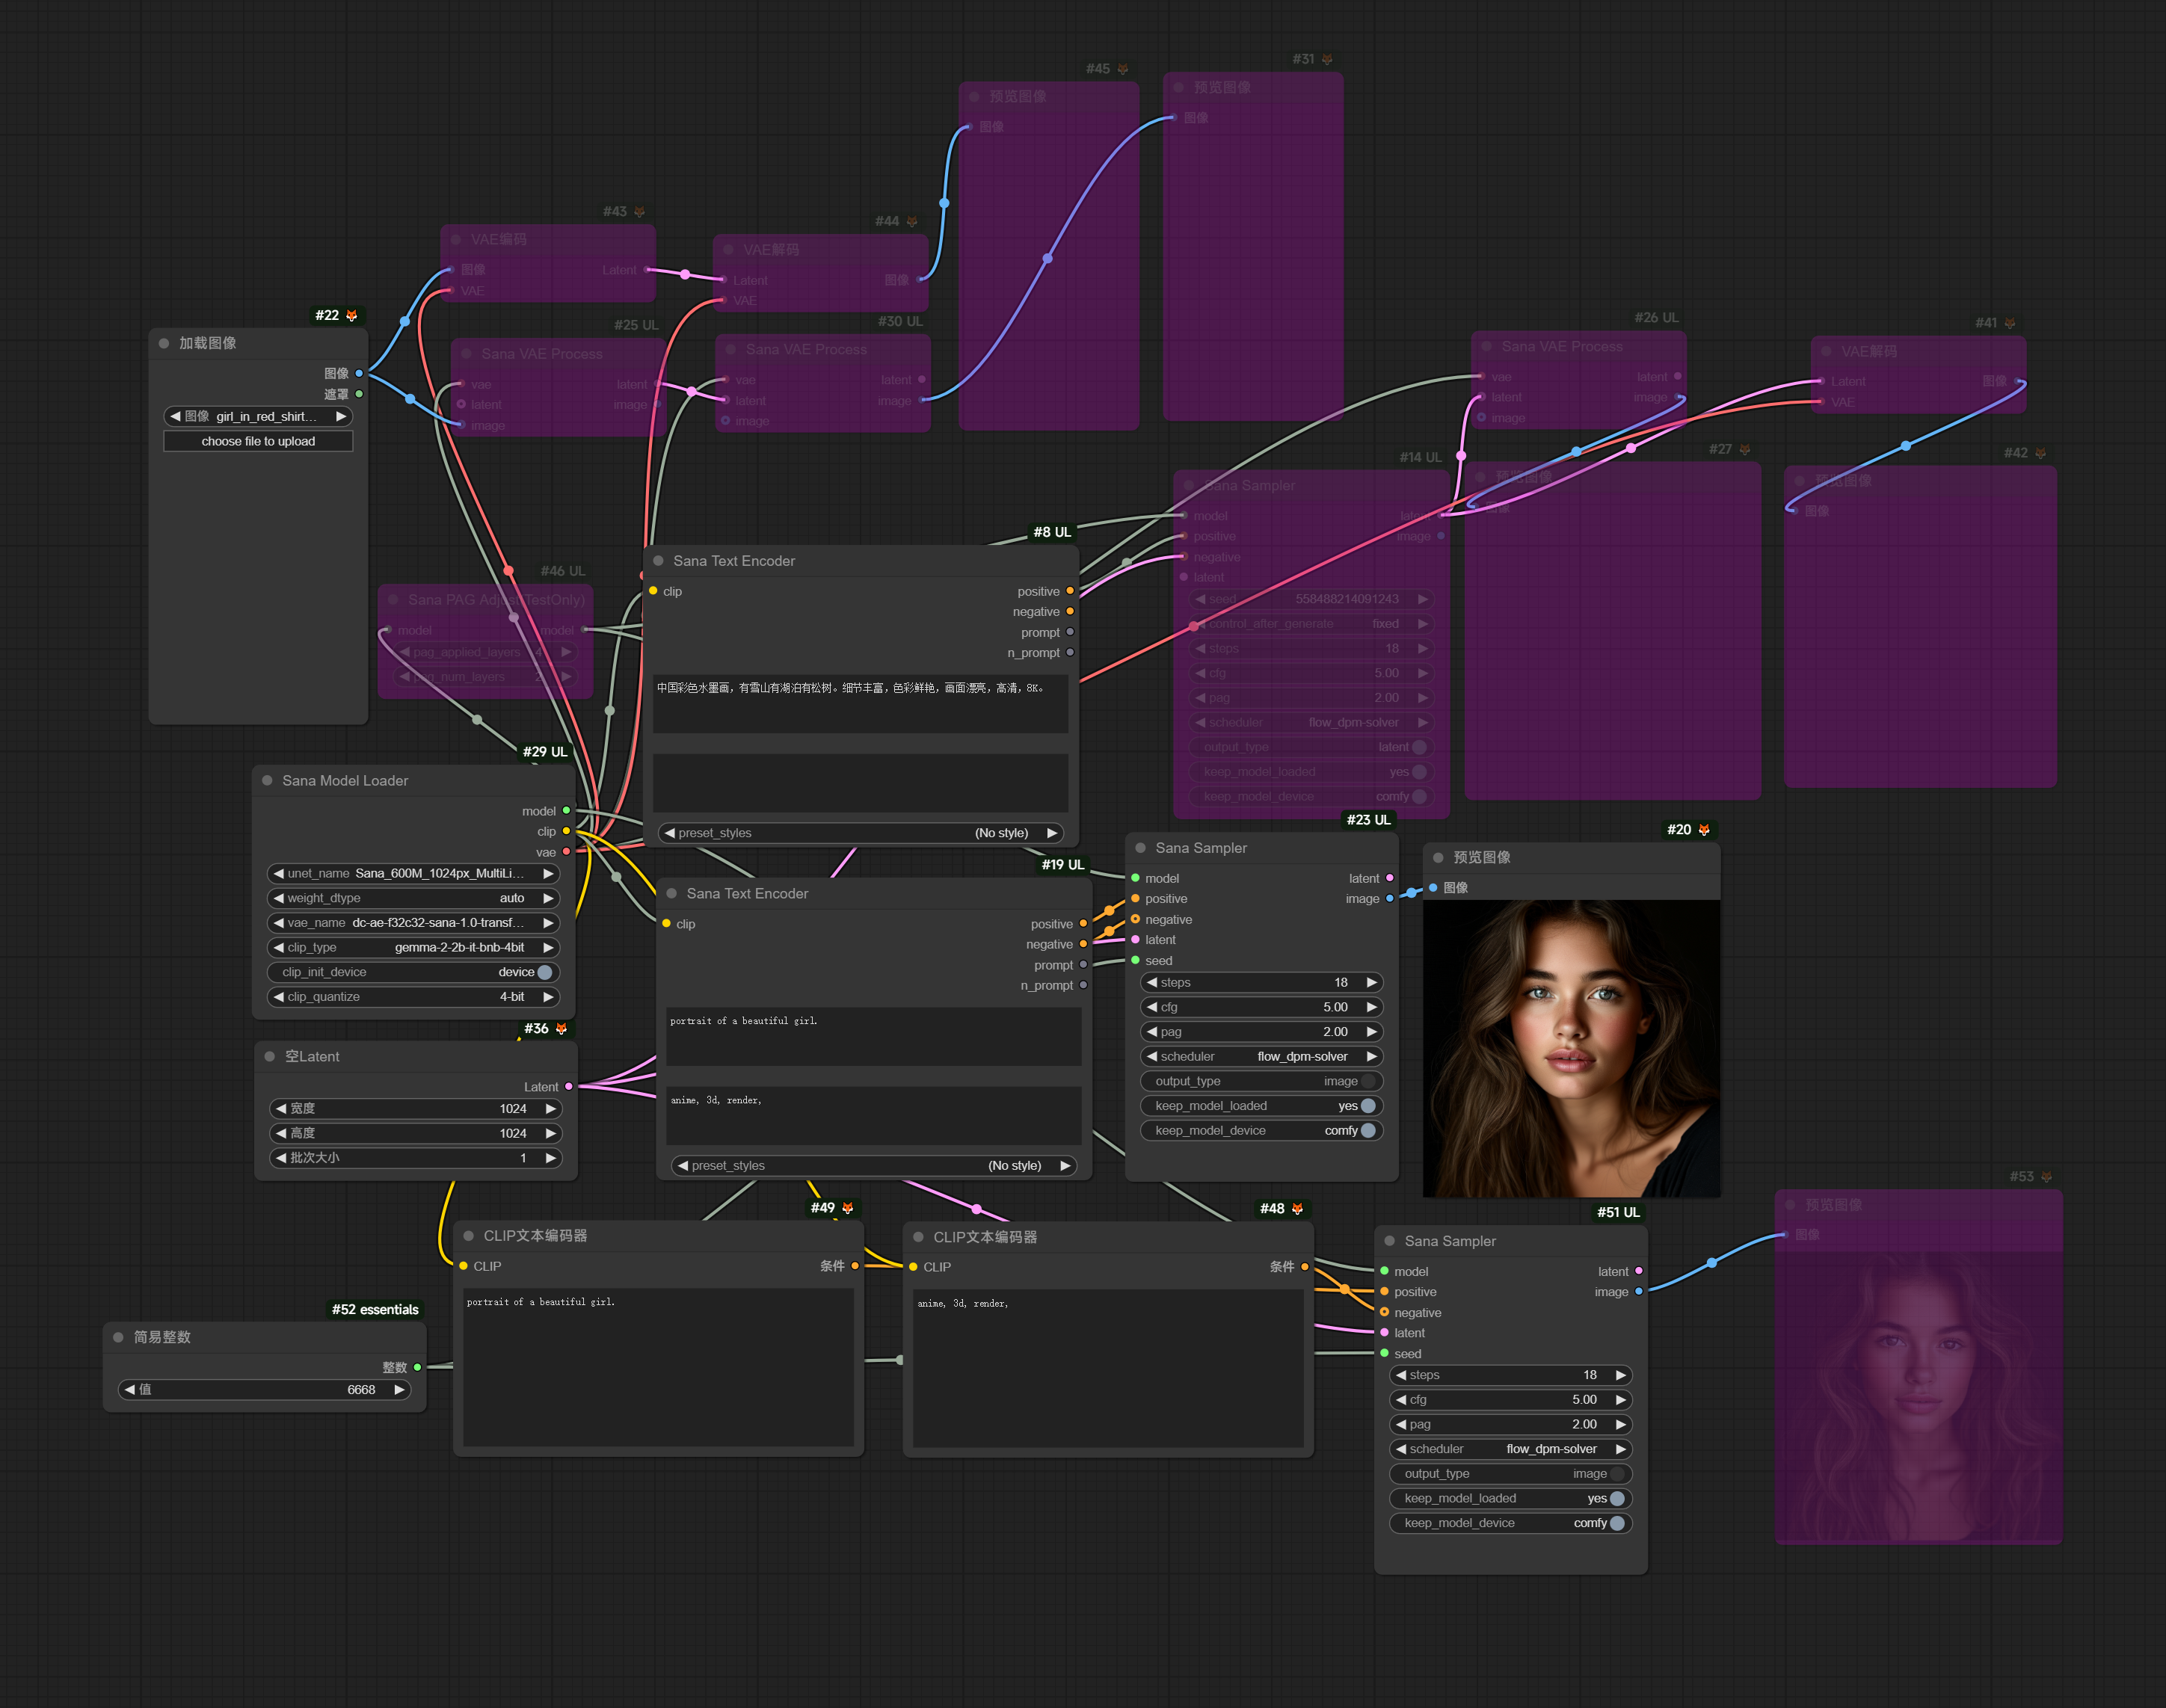 #45
预览图像
图像
#31
预览图像
图像
#43
VAE编码
图像
Latent
VAE
#44
VAE解码
Latent
图像
VAE
#22
加载图像
图像
遮罩
图像 girl_in_red_shirt...
choose file to upload
#25 UL
Sana VAE Process
vae
latent
latent
image
image
#30 UL
Sana VAE Process
vae
latent
latent
image
image
#26 UL
Sana VAE Process
vae
latent
latent
image
image
#41
VAE解码
Latent
图像
VAE
#27
预览图像
图像
#42
预览图像
图像
#14 UL
Sana Sampler
model
latent
positive
image
negative
latent
seed 558488214091243
control_after_generate fixed
steps 18
cfg 5.00
pag 2.00
scheduler flow_dpm-solver
output_type latent
keep_model_loaded yes
keep_model_device comfy
#46 UL
Sana PAG Adjust(TestOnly)
model
model
pag_applied_layers
pag_num_layers
#8 UL
Sana Text Encoder
clip
positive
negative
prompt
n_prompt
中国彩色水墨画，有雪山有湖泊有松树。细节丰富，色彩鲜艳，画面漂亮，高清，8K。
preset_styles (No style)
#29 UL
Sana Model Loader
model
clip
vae
unet_name Sana_600M_1024px_MultiLi...
weight_dtype auto
vae_name dc-ae-f32c32-sana-1.0-transf...
clip_type gemma-2-2b-it-bnb-4bit
clip_init_device device
clip_quantize 4-bit
#19 UL
Sana Text Encoder
clip
positive
negative
prompt
n_prompt
portrait of a beautiful girl.
anime, 3d, render,
preset_styles (No style)
#23 UL
Sana Sampler
model
latent
positive
image
negative
latent
seed
steps 18
cfg 5.00
pag 2.00
scheduler flow_dpm-solver
output_type image
keep_model_loaded yes
keep_model_device comfy
#20
预览图像
图像
#36
空Latent
Latent
宽度 1024
高度 1024
批次大小 1
#49
CLIP文本编码器
CLIP
条件
portrait of a beautiful girl.
#48
CLIP文本编码器
CLIP
条件
anime, 3d, render,
#51 UL
Sana Sampler
model
latent
positive
image
negative
latent
seed
steps 18
cfg 5.00
pag 2.00
scheduler flow_dpm-solver
output_type image
keep_model_loaded yes
keep_model_device comfy
#53
预览图像
图像
#52 essentials
简易整数
整数
值 6668